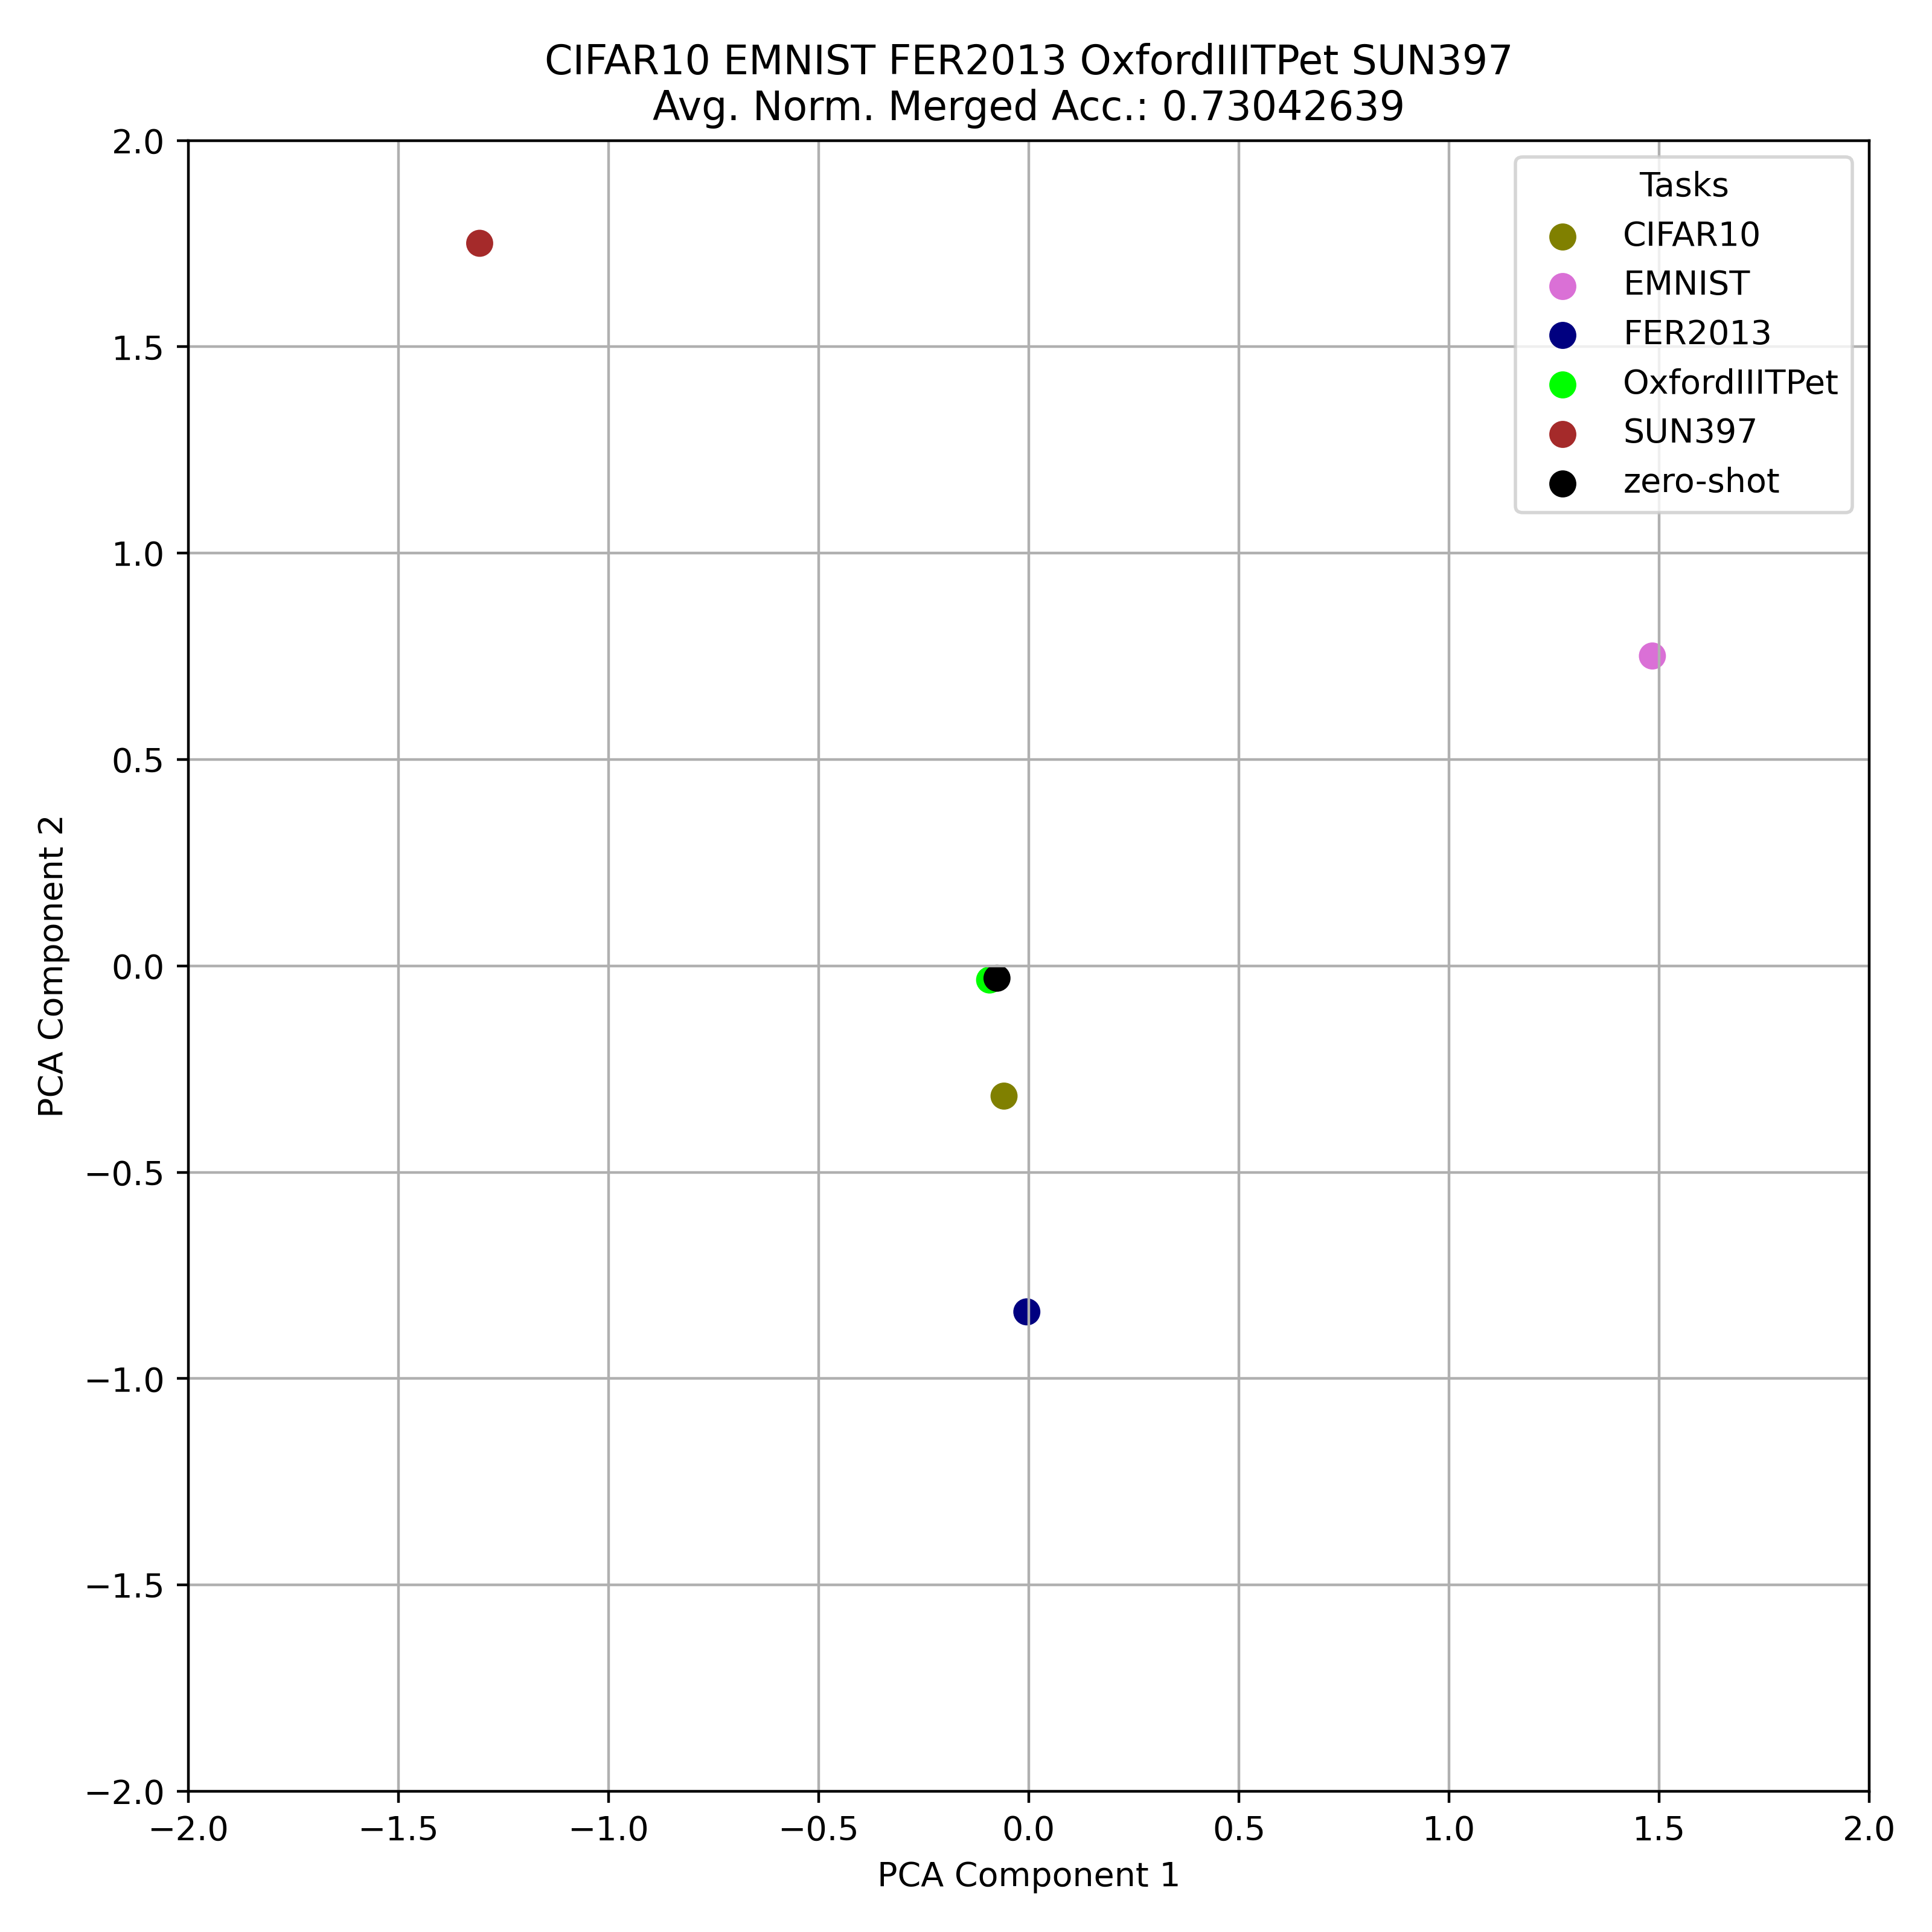 CIFAR10 EMNIST FER2013 OxfordIIITPet SUN397
Avg. Norm. Merged Acc.: 0.73042639
Tasks
CIFAR10
EMNIST
FER2013
OxfordIIITPet
SUN397
zero-shot
PCA Component 2
2.0
1.5
1.0
0.5
0.0
−0.5
−1.0
−1.5
−2.0
−2.0 −1.5 −1.0 −0.5 0.0 0.5 1.0 1.5 2.0
PCA Component 1